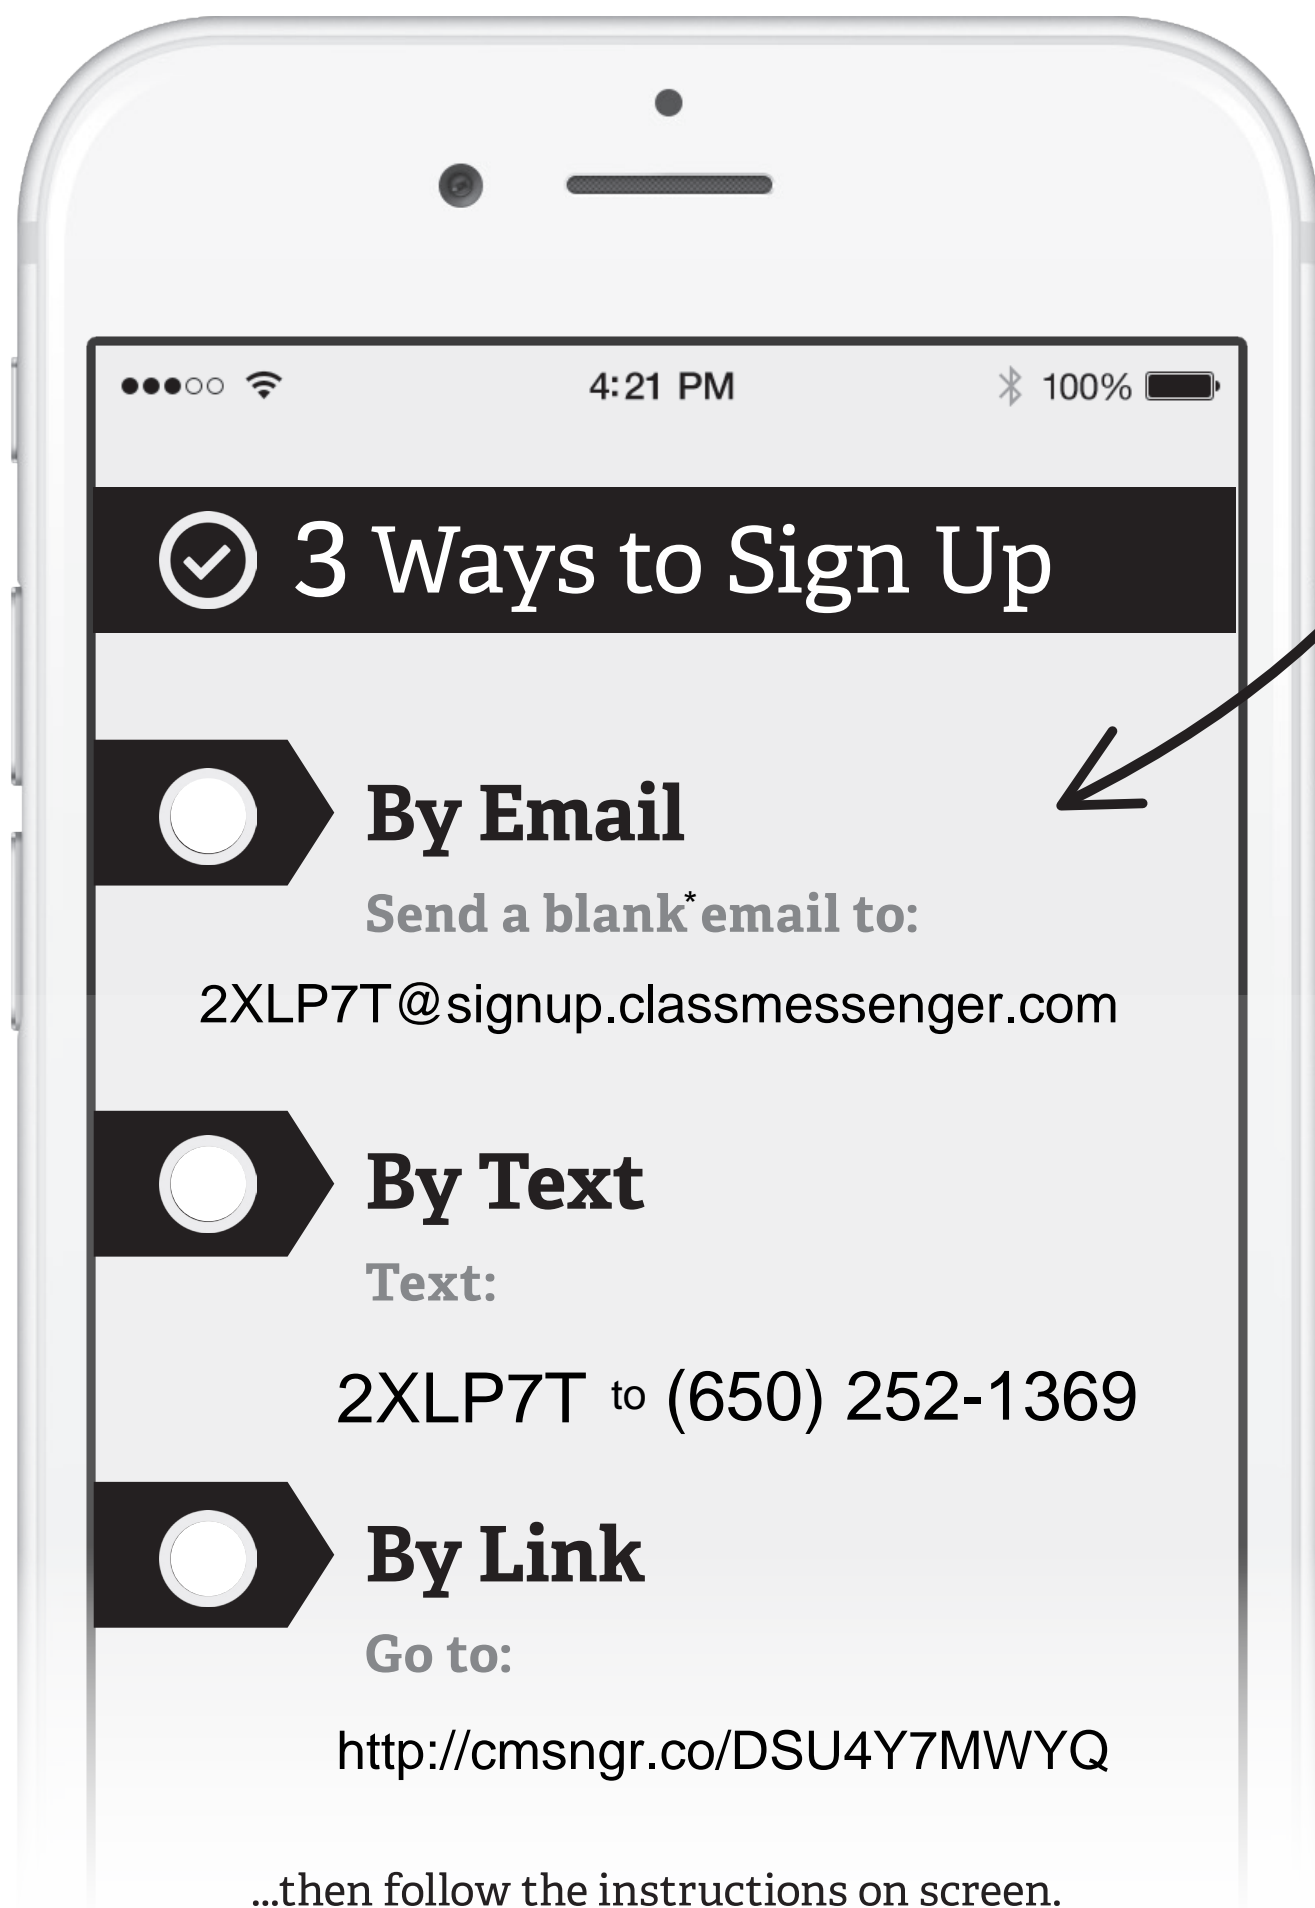 4:21 PM
100%
3 Ways to Sign Up
By Email
Send a blank* email to:
2XLP7T@signup.classmessenger.com
By Text
Text:
2XLP7T to (650) 252-1369
By Link
Go to:
http://cmsngr.co/DSU4Y7MWYQ
...then follow the instructions on screen.